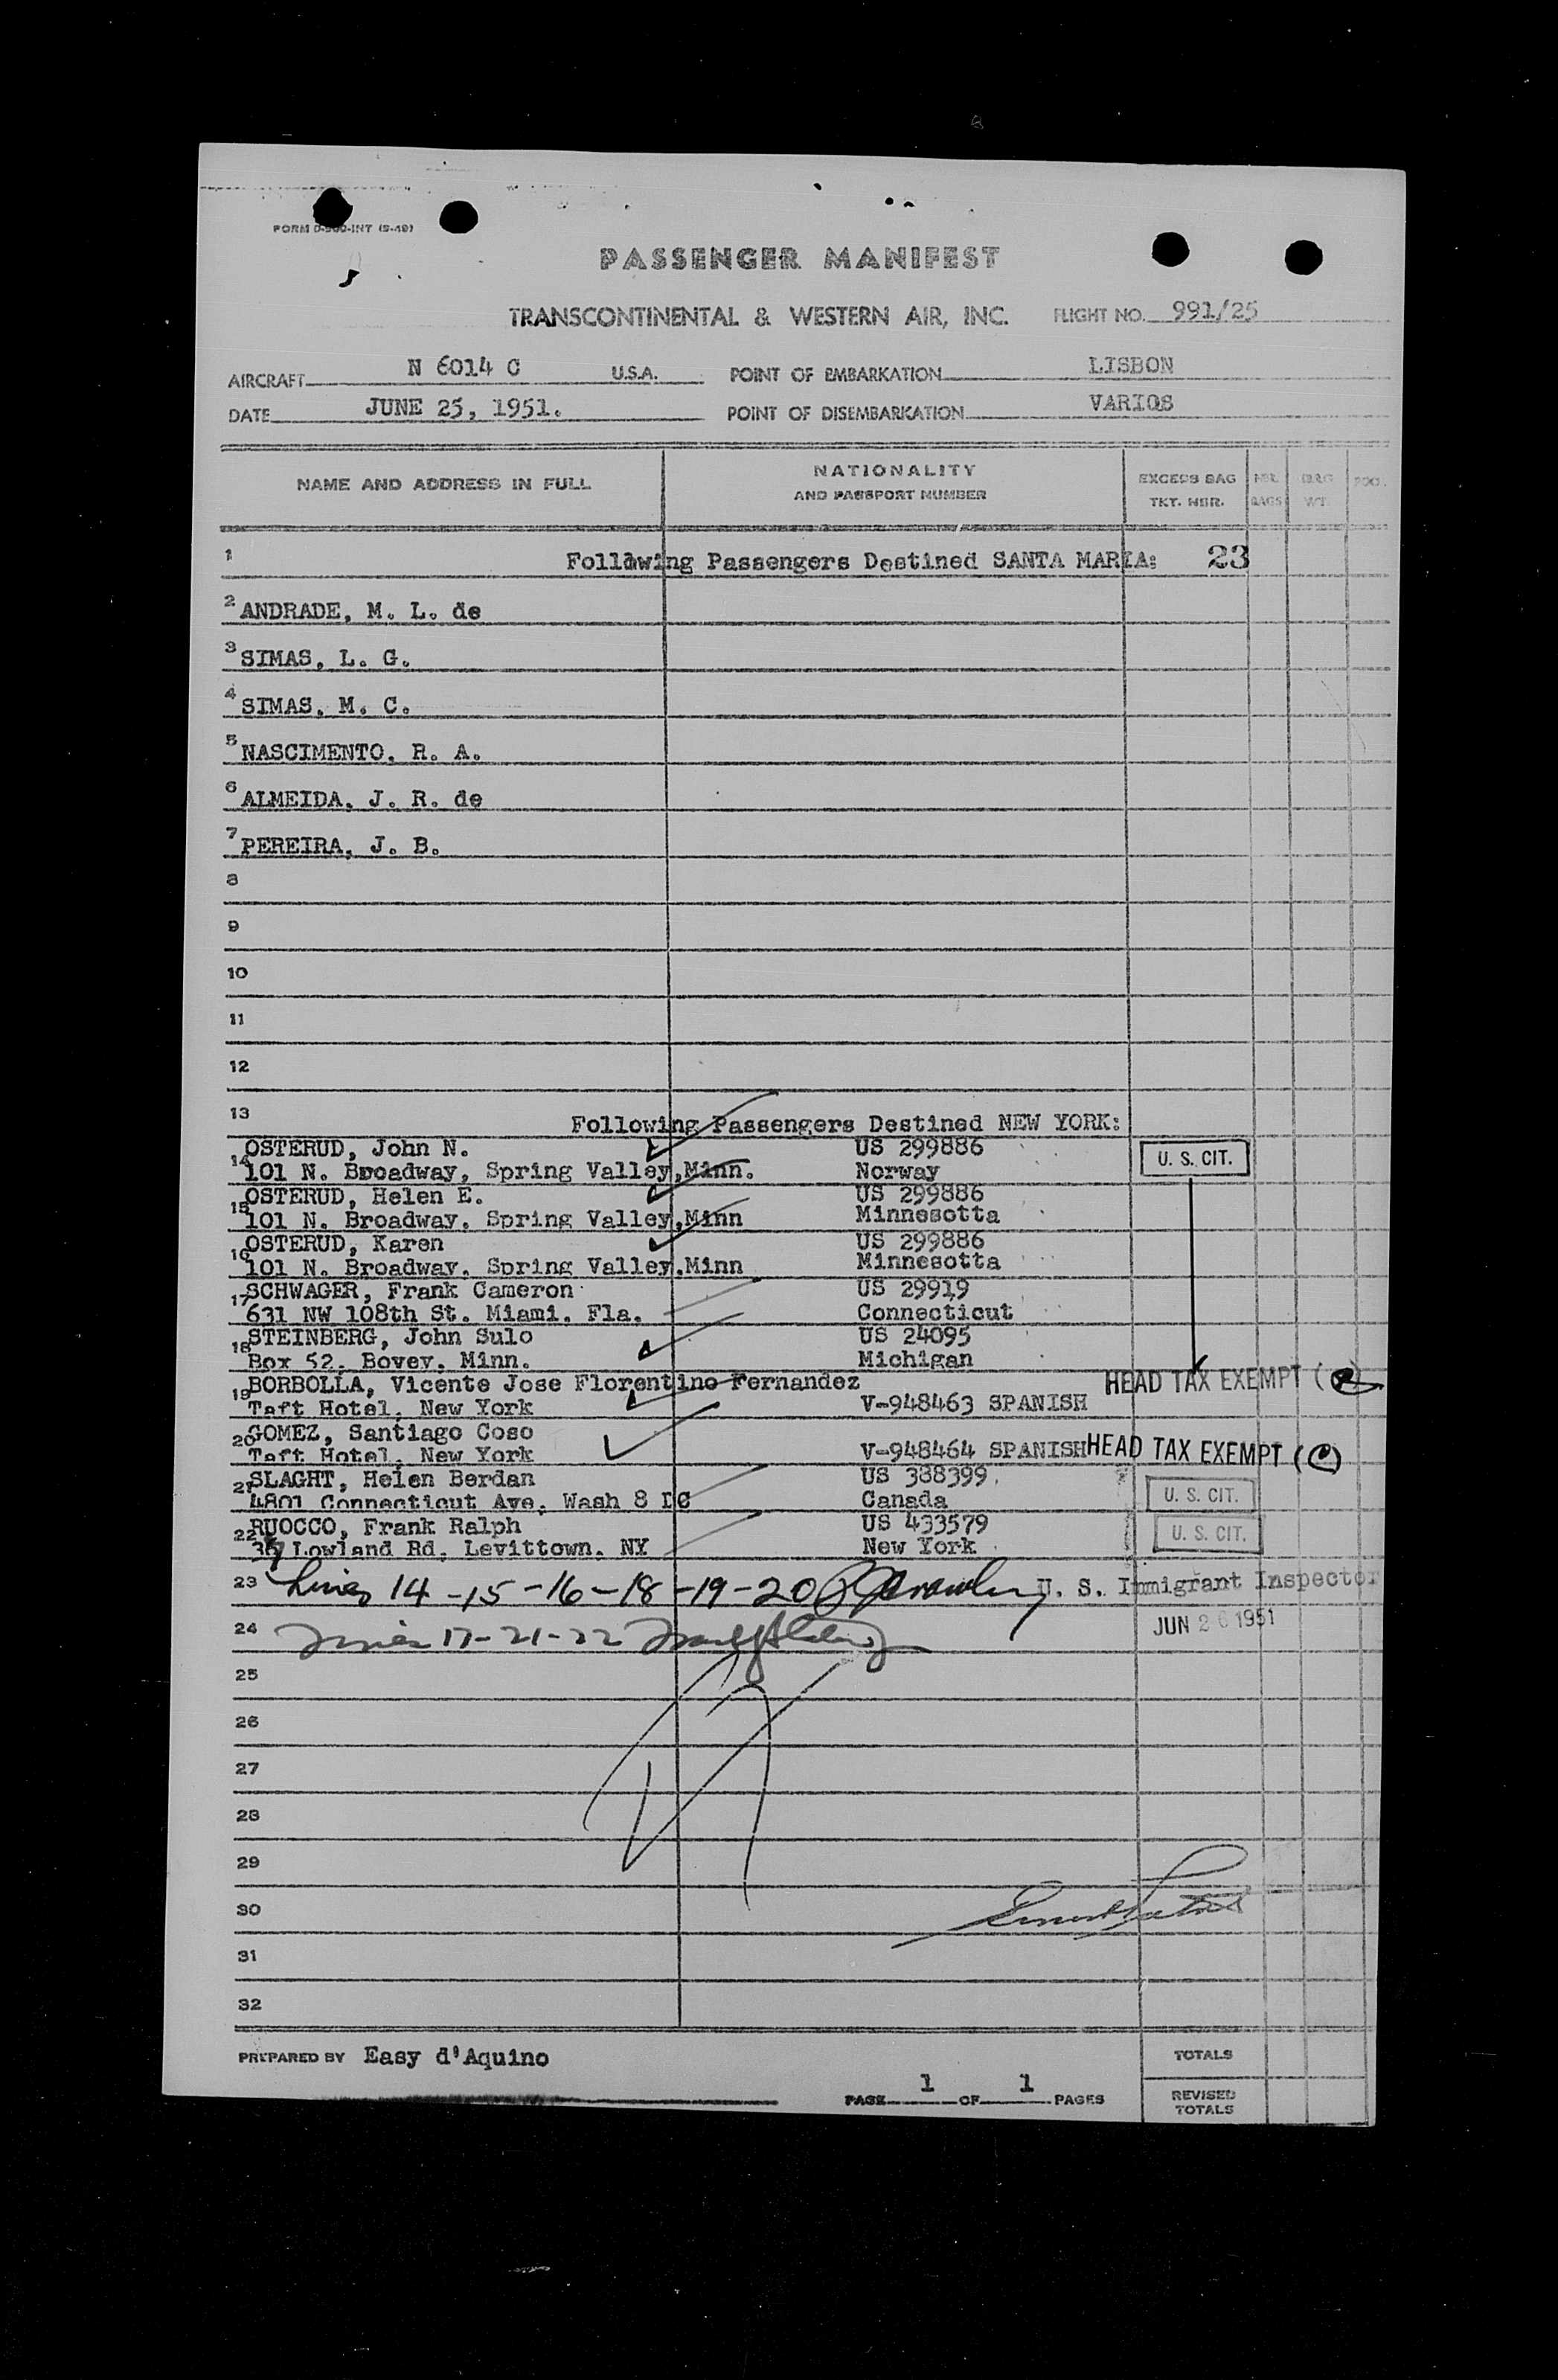 FORM D-500-INT (5-49)
PASSENGER MANIFEST
TRANSCONTINENTAL & WESTERN AIR, INC. FLIGHT NO. 991/25
AIRCRAFT N 6014 C U.S.A. POINT OF EMBARKATION LISBON
DATE JUNE 25, 1951. POINT OF DISEMBARKATION VARIOS
NAME AND ADDRESS IN FULL NATIONALITY AND PASSPORT NUMBER EXCESS BAG TKT. NBR. NBR. BAGS BAG WT.
1 Following Passengers Destined SANTA MARIA: 23
2 ANDRADE, M. L. de
3 SIMAS, L. G.
4 SIMAS, M. C.
5 NASCIMENTO, R. A.
6 ALMEIDA, J. R. de
7 PEREIRA, J. B.
8
9
10
11
12
13 Following Passengers Destined NEW YORK:
OSTERUD, John N. US 299886
14 101 N. Broadway, Spring Valley,Minn. Norway U. S. CIT.
OSTERUD, Helen E. US 299886
15 101 N. Broadway, Spring Valley,Minn Minnesotta
OSTERUD, Karen US 299886
16 101 N. Broadway, Spring Valley,Minn Minnesotta
SCHWAGER, Frank Cameron US 29919
17 631 NW 108th St. Miami, Fla. Connecticut
STEINBERG, John Sulo US 24095
18 Box 52, Bovey, Minn. Michigan
BORBOLLA, Vicente Jose Florentino Fernandez HEAD TAX EXEMPT (
19 Taft Hotel, New York V-948463 SPANISH
GOMEZ, Santiago Coso
20 Taft Hotel, New York V-948464 SPANISH HEAD TAX EXEMPT (C)
SLAGHT, Helen Berdan US 388399
21 4801 Connecticut Ave, Wash 8 DC Canada U. S. CIT.
RUOCCO, Frank Ralph US 433579
22 Lowland Rd, Levittown, NY New York U. S. CIT.
23 Lines 14-15-16-18-19-20 U. S. Immigrant Inspector
24 Lines 17-21-22 JUN 26 1951
25
26
27
28
29
30
31
32
PREPARED BY Easy d'Aquino TOTALS
PAGE 1 OF 1 PAGES REVISED TOTALS